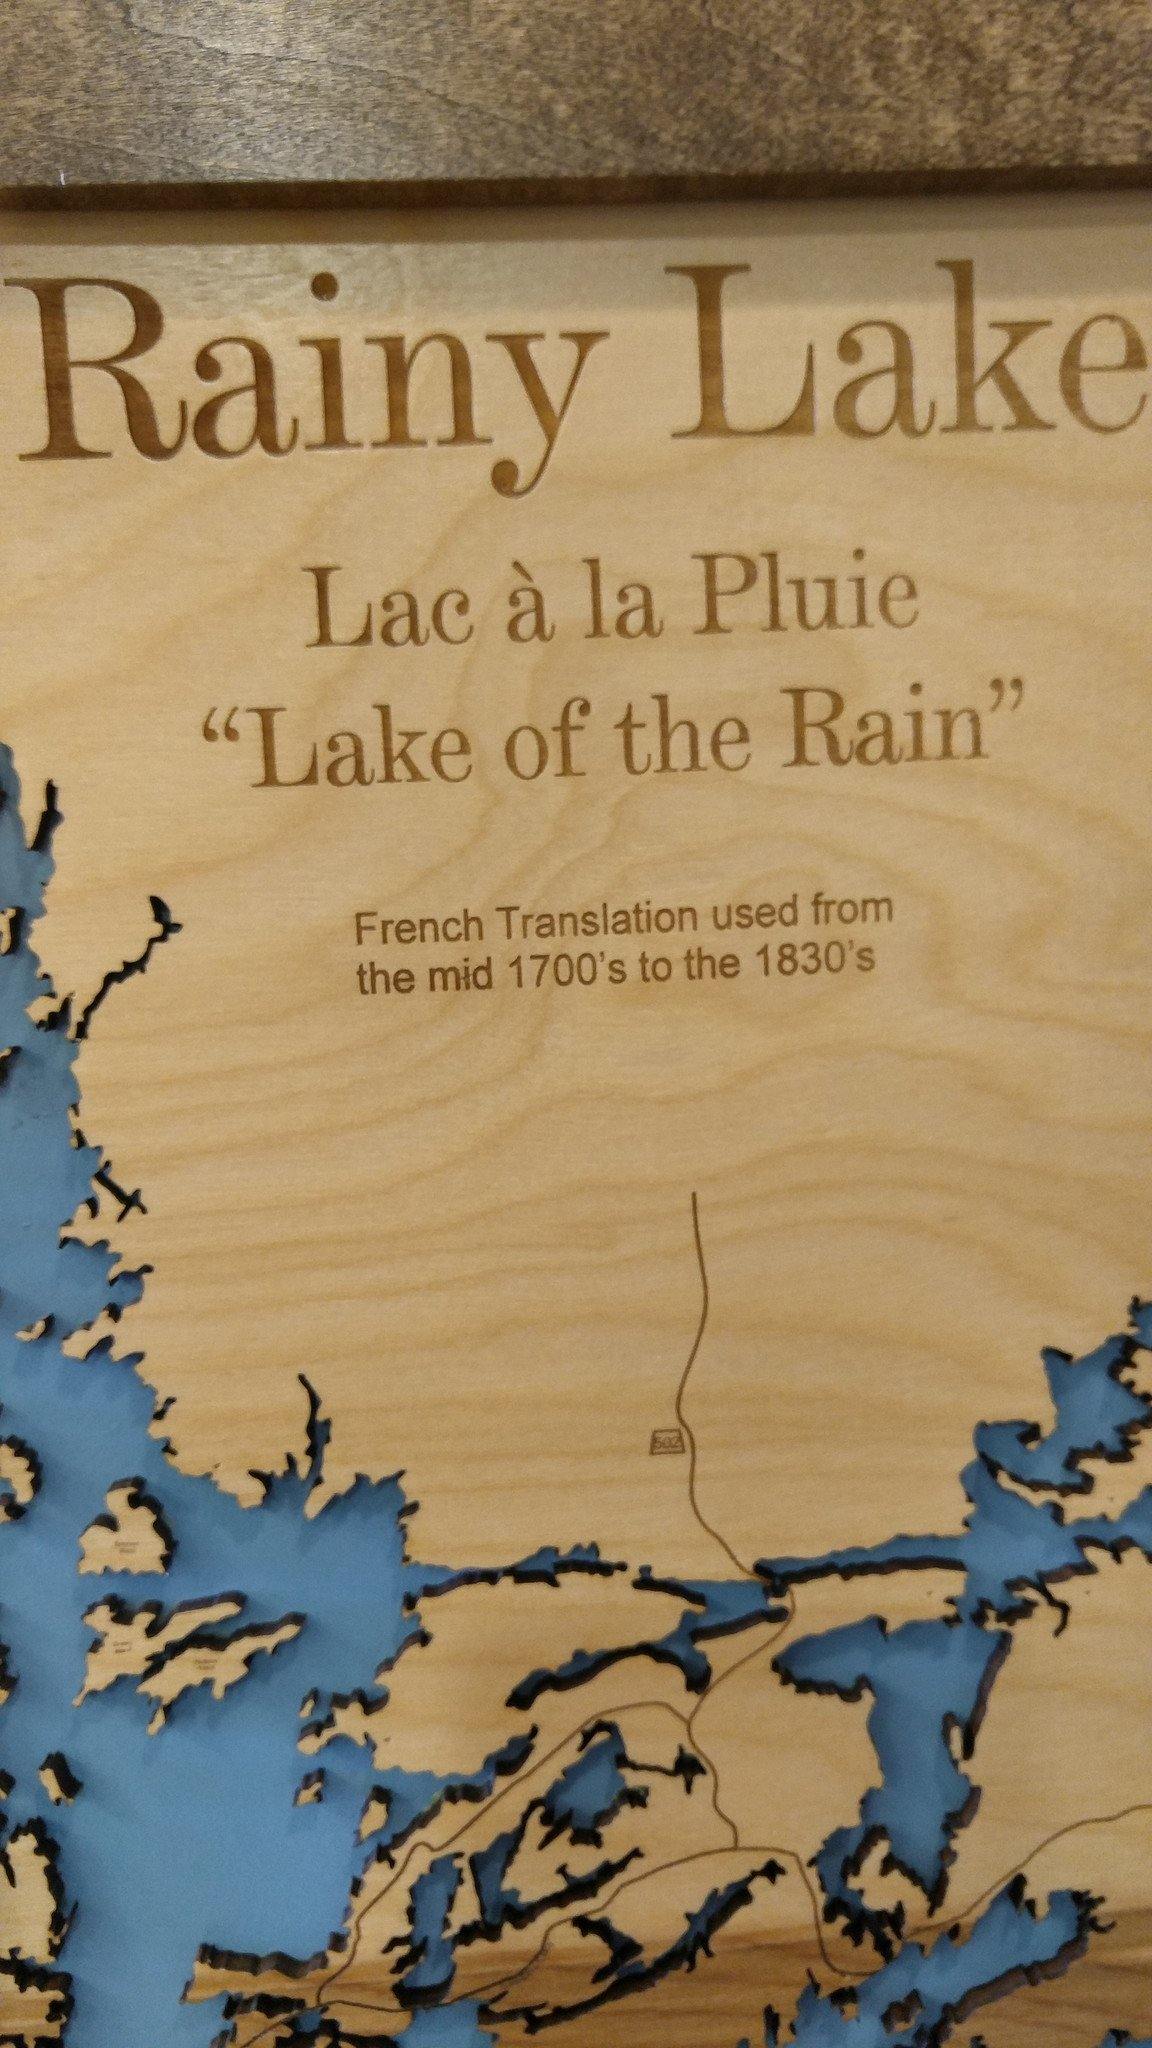 Rainy Lake
Lac à la Pluie
“Lake of the Rain”
French Translation used from
the mid 1700's to the 1830's
502